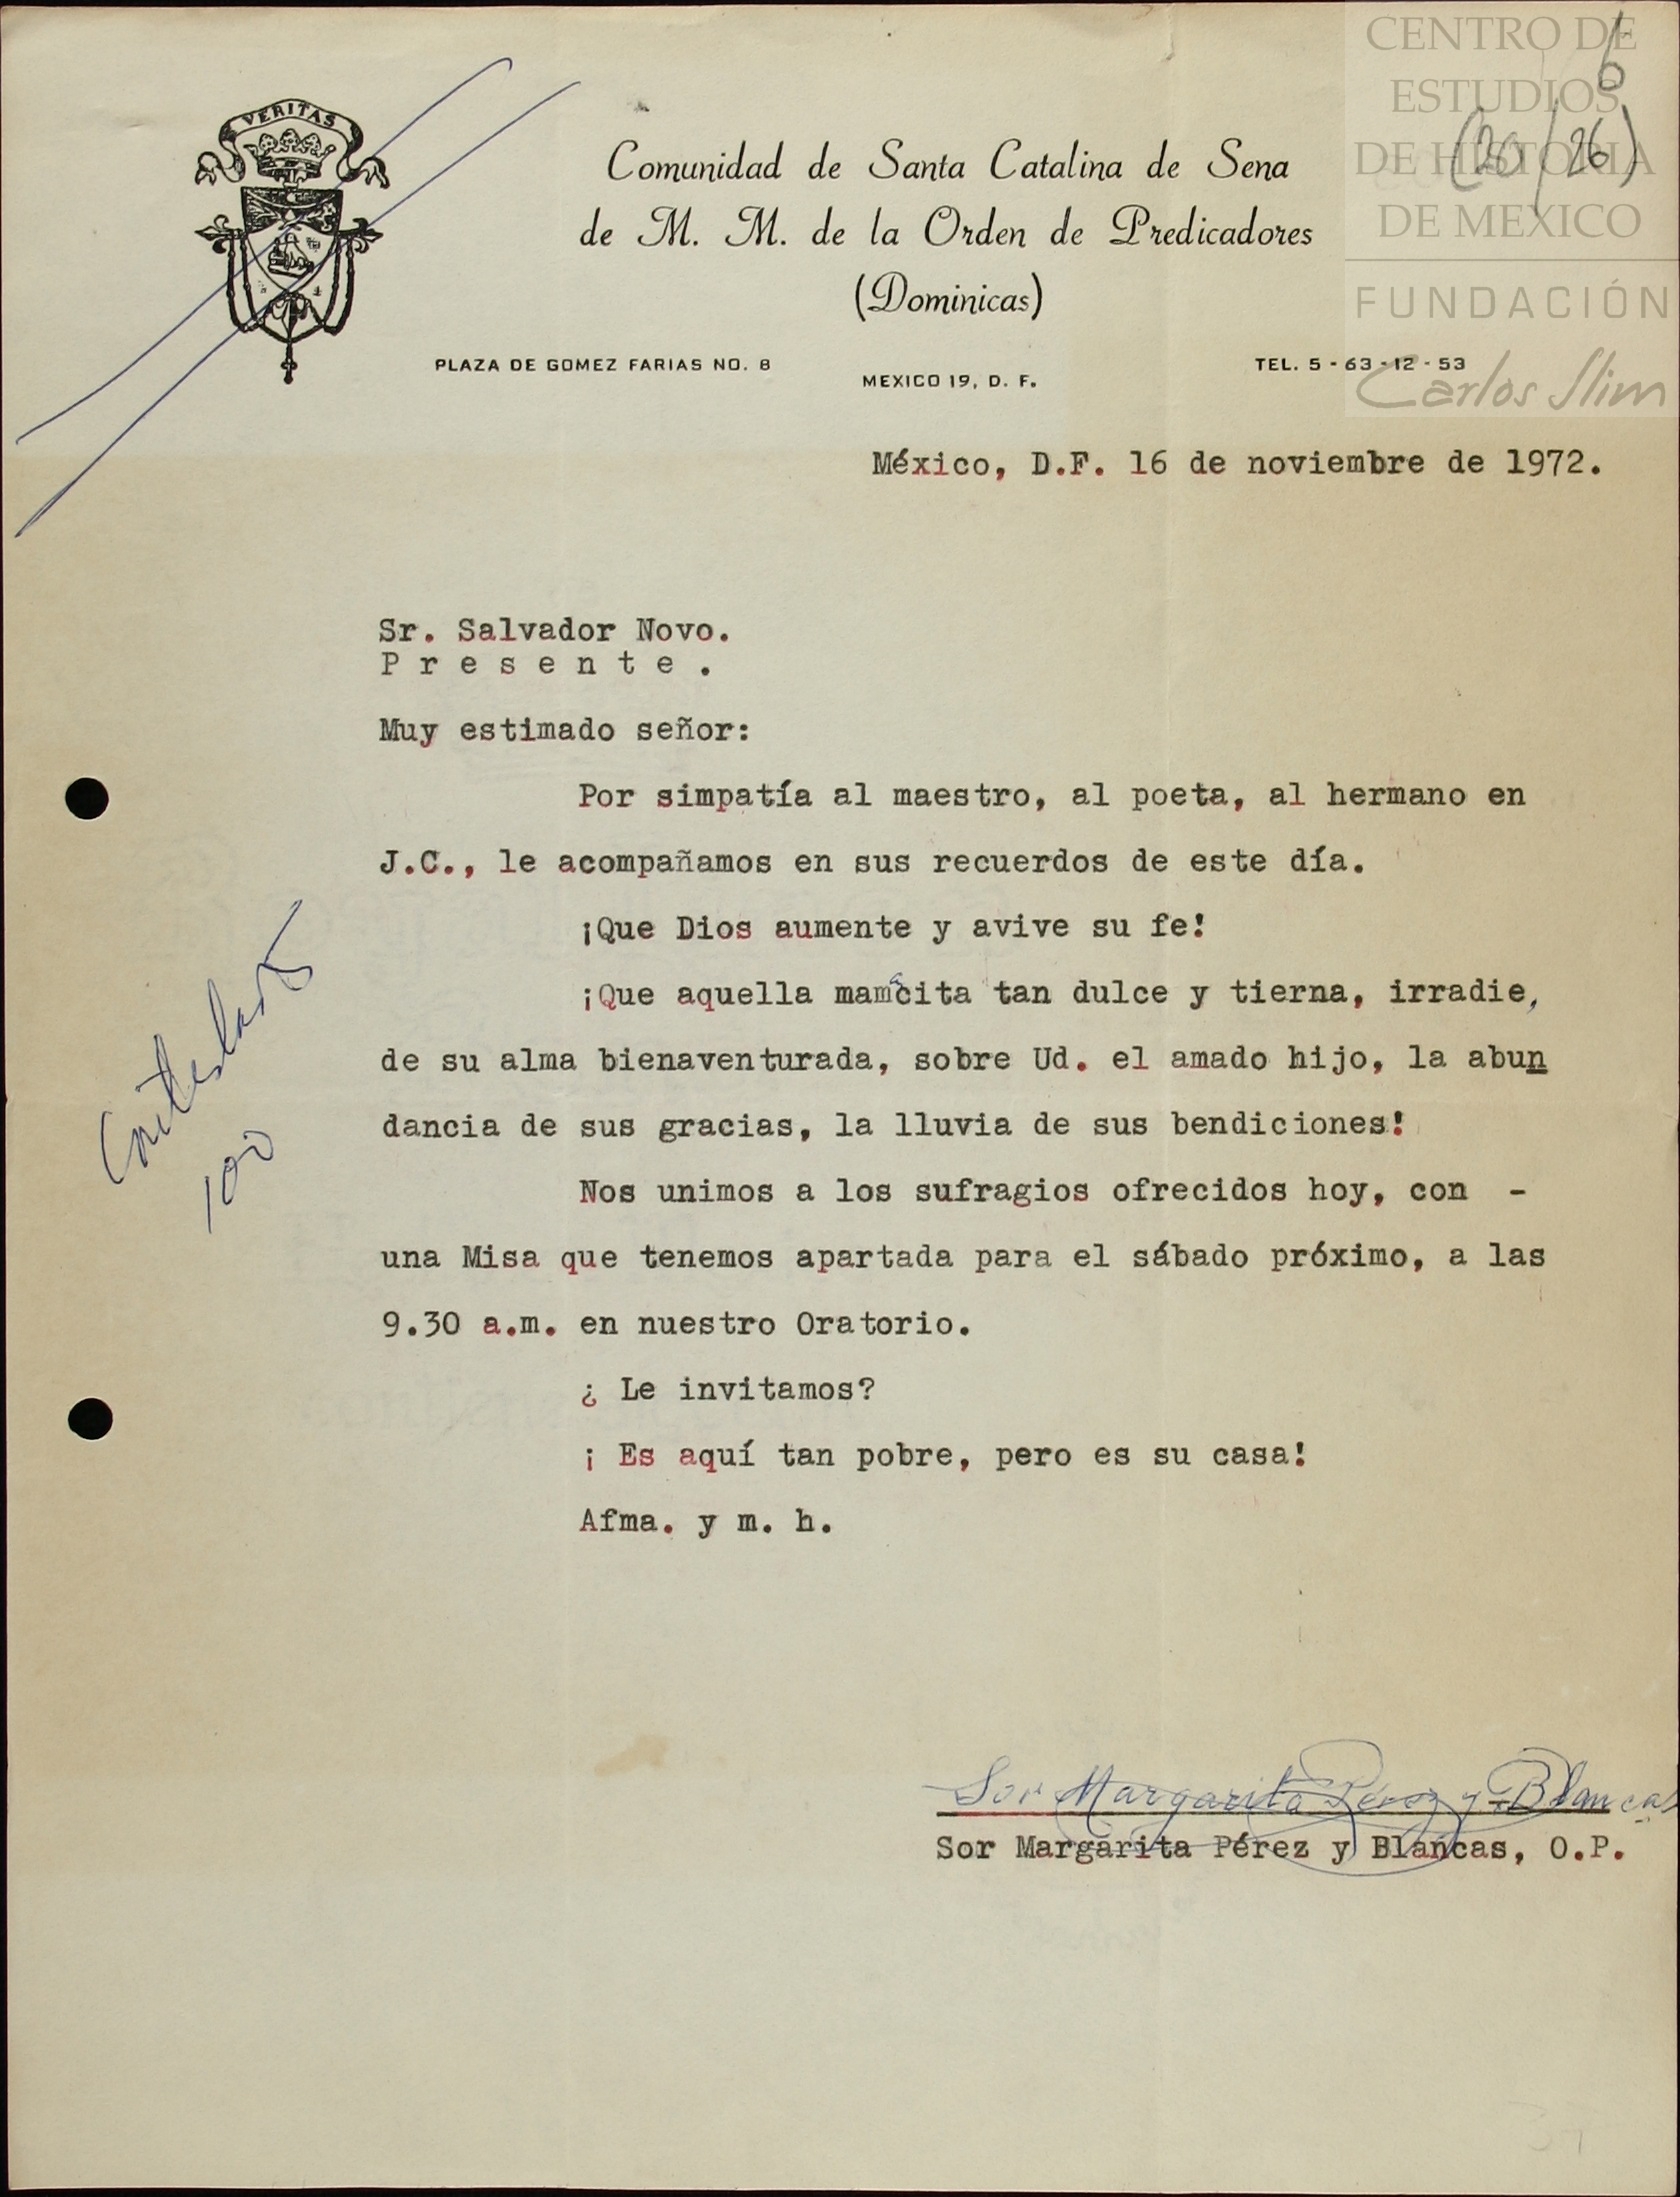 VERITAS
Comunidad de Santa Catalina de Sena
de M. M. de la Orden de Predicadores
(Dominicas)
PLAZA DE GOMEZ FARIAS NO. 8
MEXICO 19, D. F.
TEL. 5-63-12-53
CENTRO DE
ESTUDIOS
DE HISTORIA
DE MEXICO
FUNDACIÓN
Carlos Slim
6
(20/26)
México, D.F. 16 de noviembre de 1972.
Sr. Salvador Novo.
P r e s e n t e .
Muy estimado señor:
Por simpatía al maestro, al poeta, al hermano en
J.C., le acompañamos en sus recuerdos de este día.
¡Que Dios aumente y avive su fe!
¡Que aquella mamacita tan dulce y tierna, irradie,
de su alma bienaventurada, sobre Ud. el amado hijo, la abun
dancia de sus gracias, la lluvia de sus bendiciones!
Nos unimos a los sufragios ofrecidos hoy, con -
una Misa que tenemos apartada para el sábado próximo, a las
9.30 a.m. en nuestro Oratorio.
¿ Le invitamos?
¡ Es aquí tan pobre, pero es su casa!
Afma. y m. h.
Contestada
100
Sor Margarita Pérez y Blancas
Sor Margarita Pérez y Blancas, O.P.